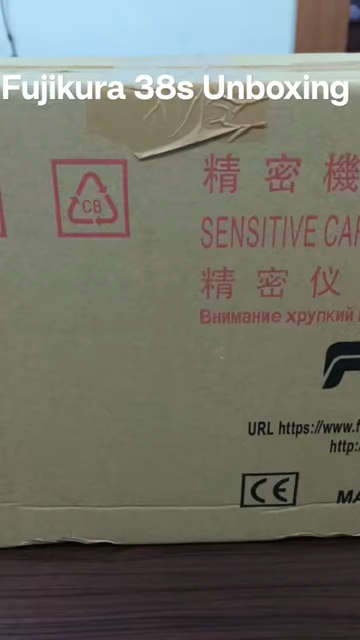 Fujikura 38s Unboxing
CB
精密機
SENSITIVE CAR
精密仪
Внимание хрупкий
URL https://www.f
http:/
CE
MA